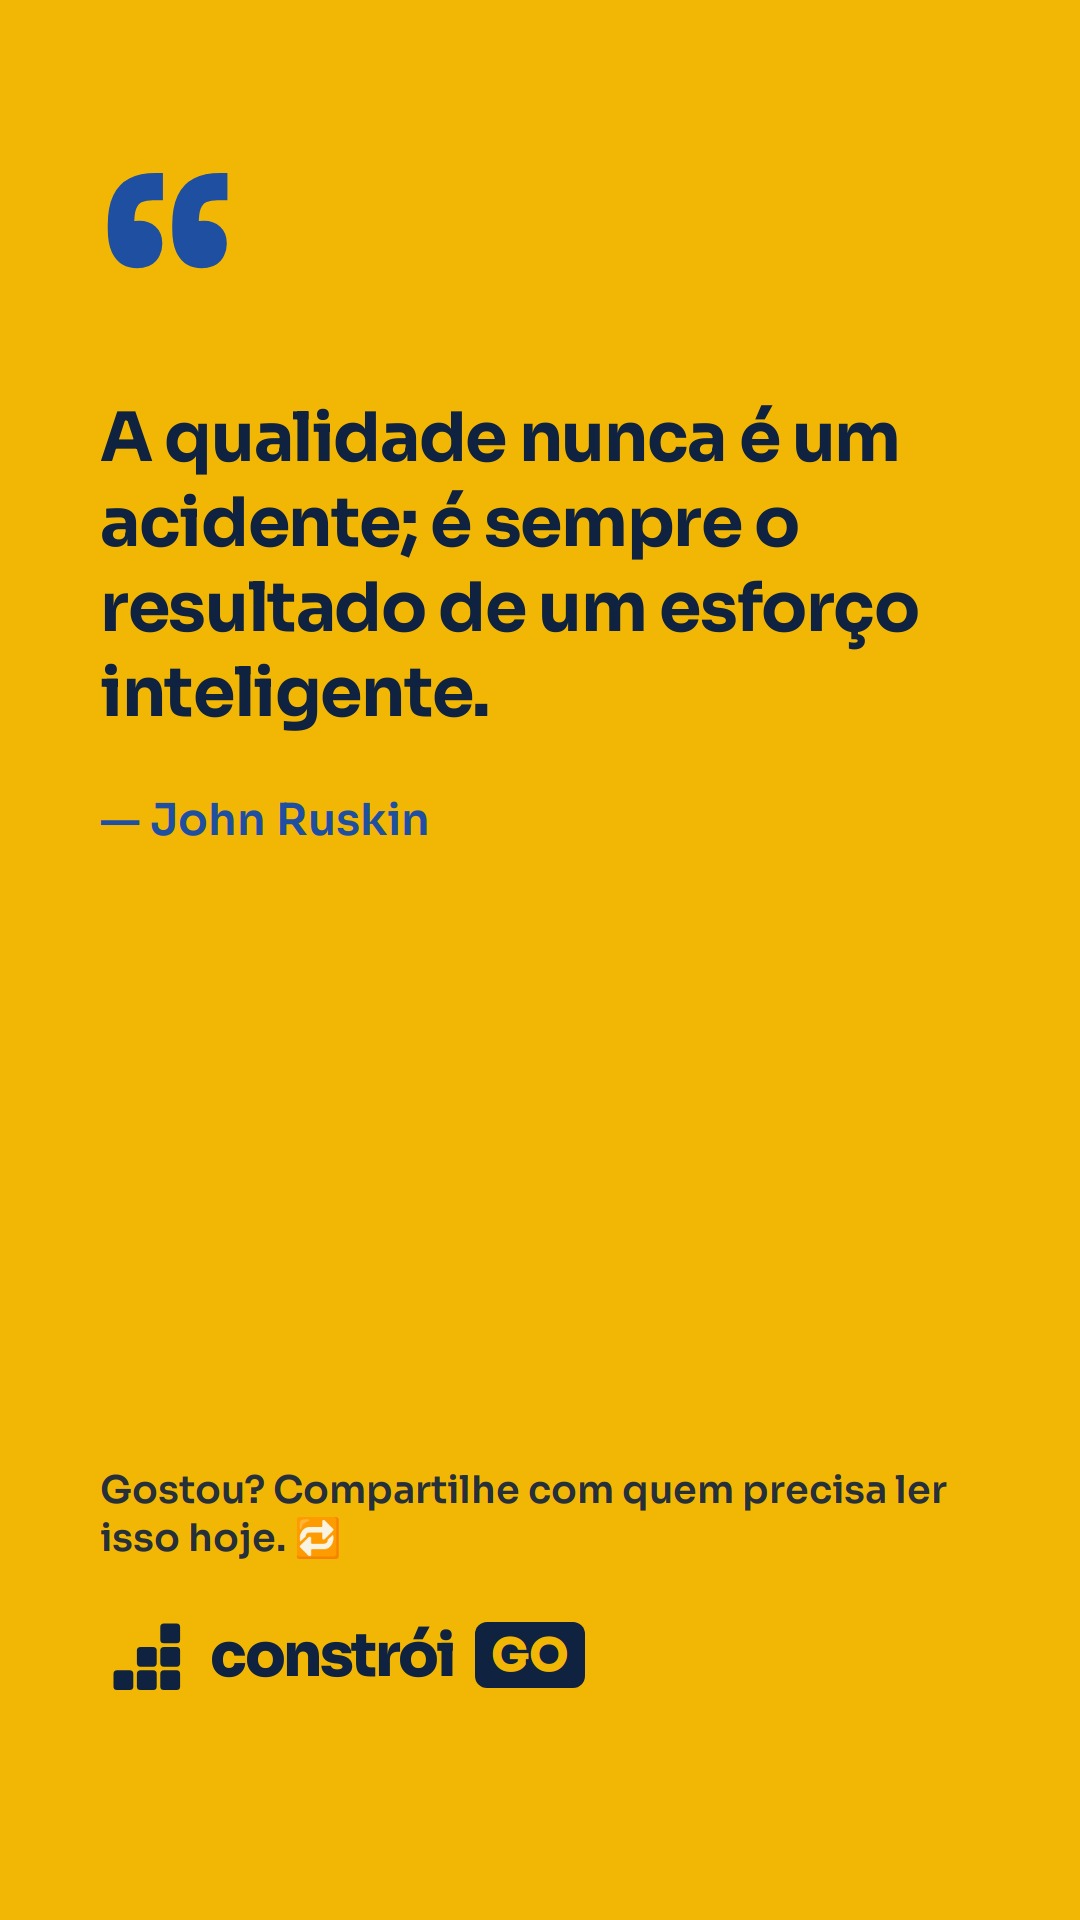 “
A qualidade nunca é um
acidente; é sempre o
resultado de um esforço
inteligente.
— John Ruskin
Gostou? Compartilhe com quem precisa ler
isso hoje. 🔁
constrói GO